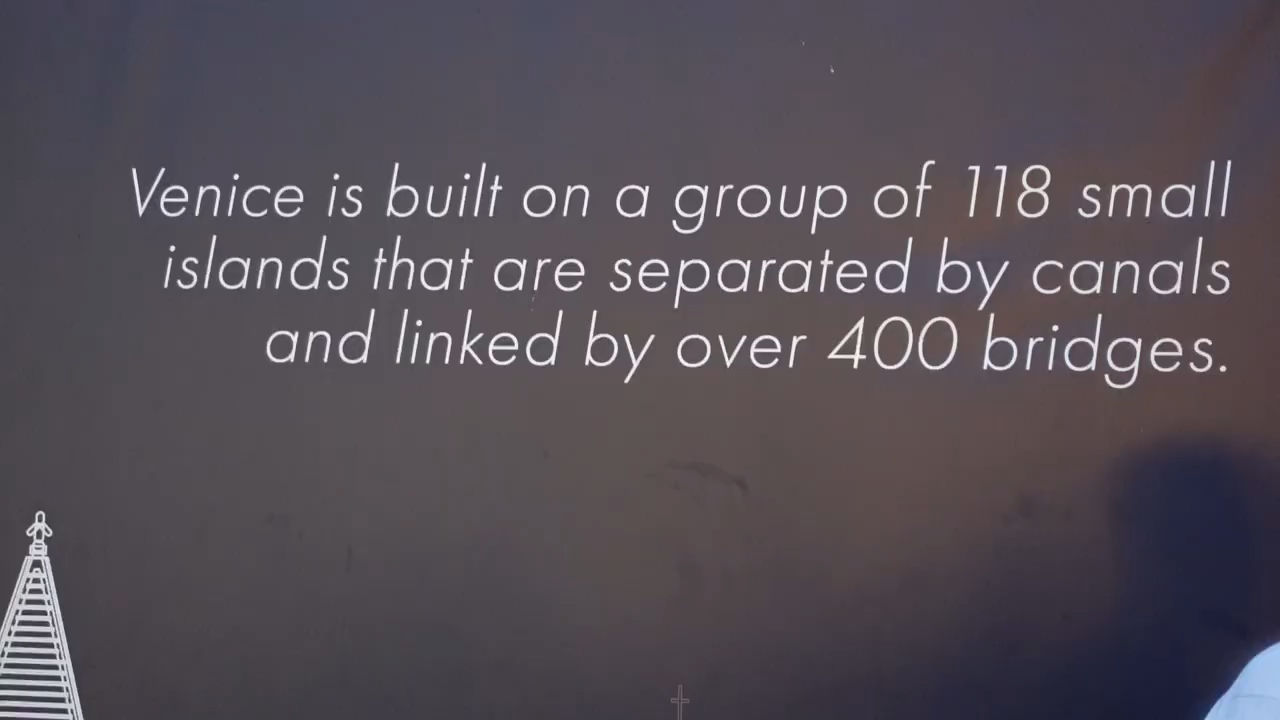 Venice is built on a group of 118 small
islands that are separated by canals
and linked by over 400 bridges.